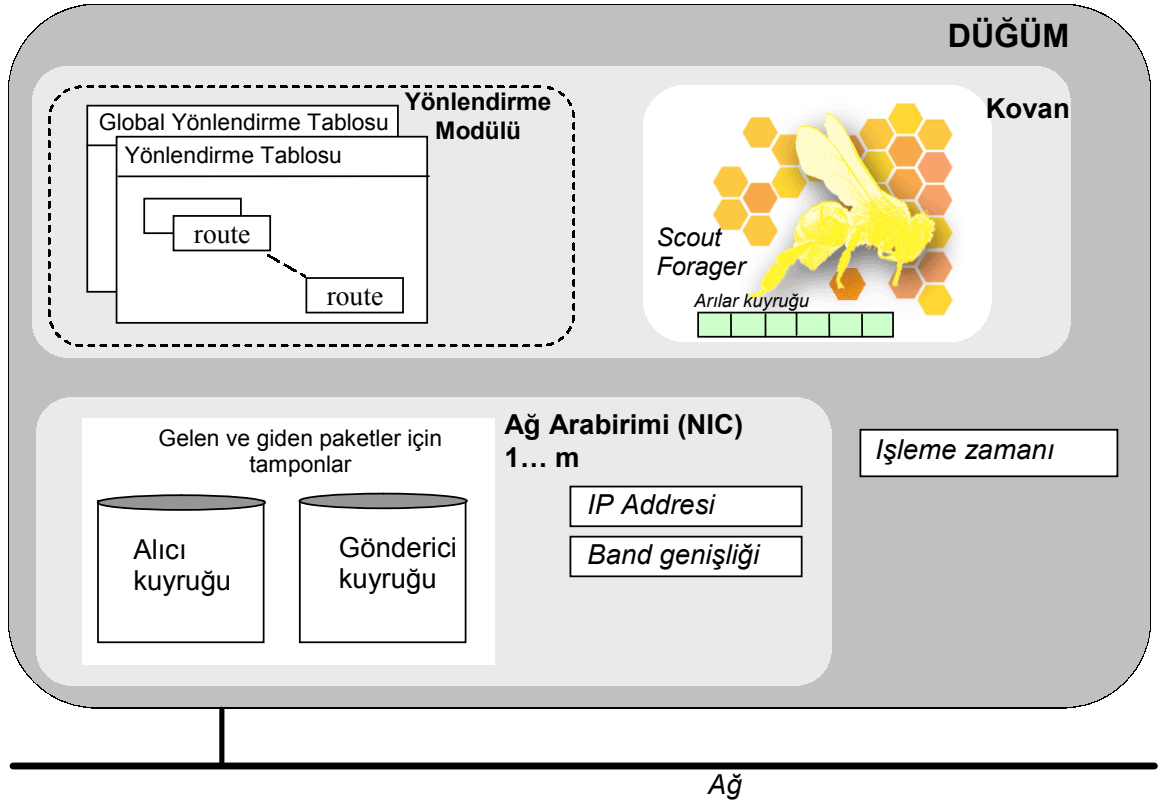 DÜĞÜM
Yönlendirme
Modülü
Global Yönlendirme Tablosu
Yönlendirme Tablosu
route
route
Kovan
Scout
Forager
Arılar kuyruğu
Ağ Arabirimi (NIC)
1… m
Gelen ve giden paketler için
tamponlar
Alıcı
kuyruğu
Gönderici
kuyruğu
IP Addresi
Band genişliği
Işleme zamanı
Ağ